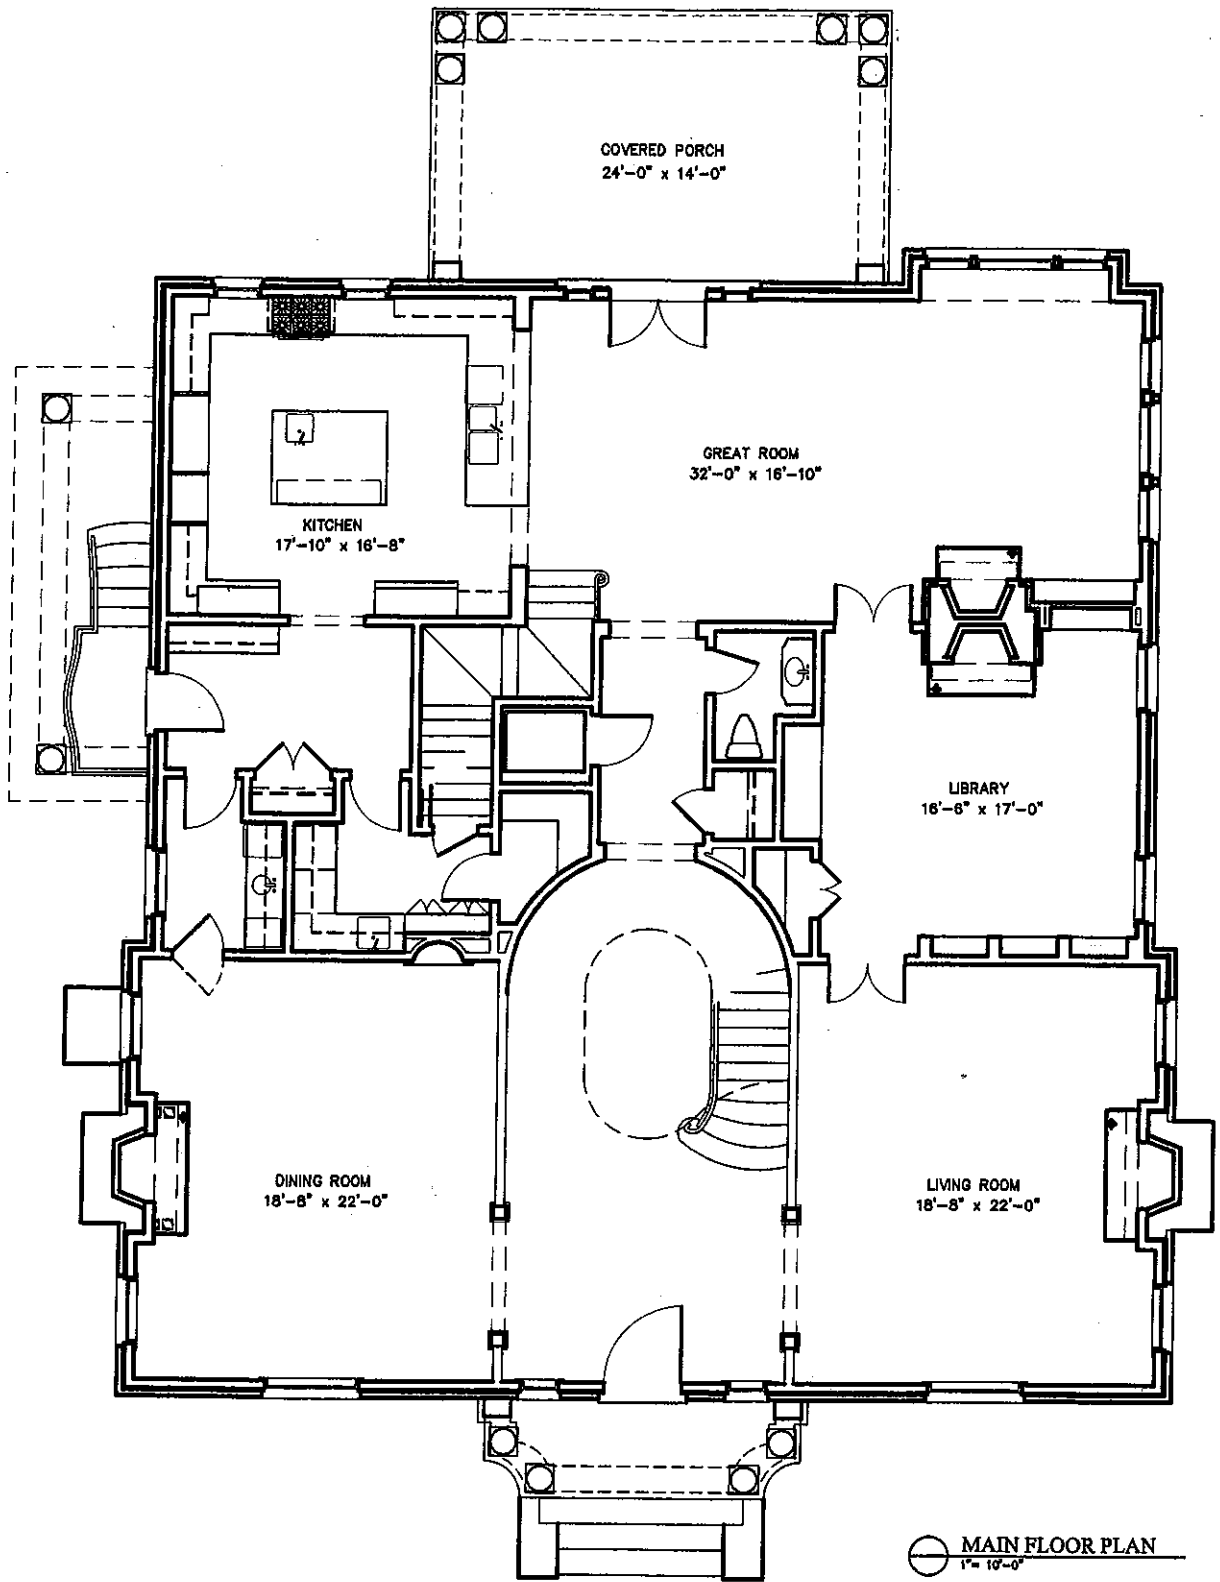 COVERED PORCH
24'-0" x 14'-0"
GREAT ROOM
32'-0" x 16'-10"
KITCHEN
17'-10" x 16'-8"
LIBRARY
16'-6" x 17'-0"
DINING ROOM
18'-8" x 22'-0"
LIVING ROOM
18'-8" x 22'-0"
MAIN FLOOR PLAN
1"= 10'-0"